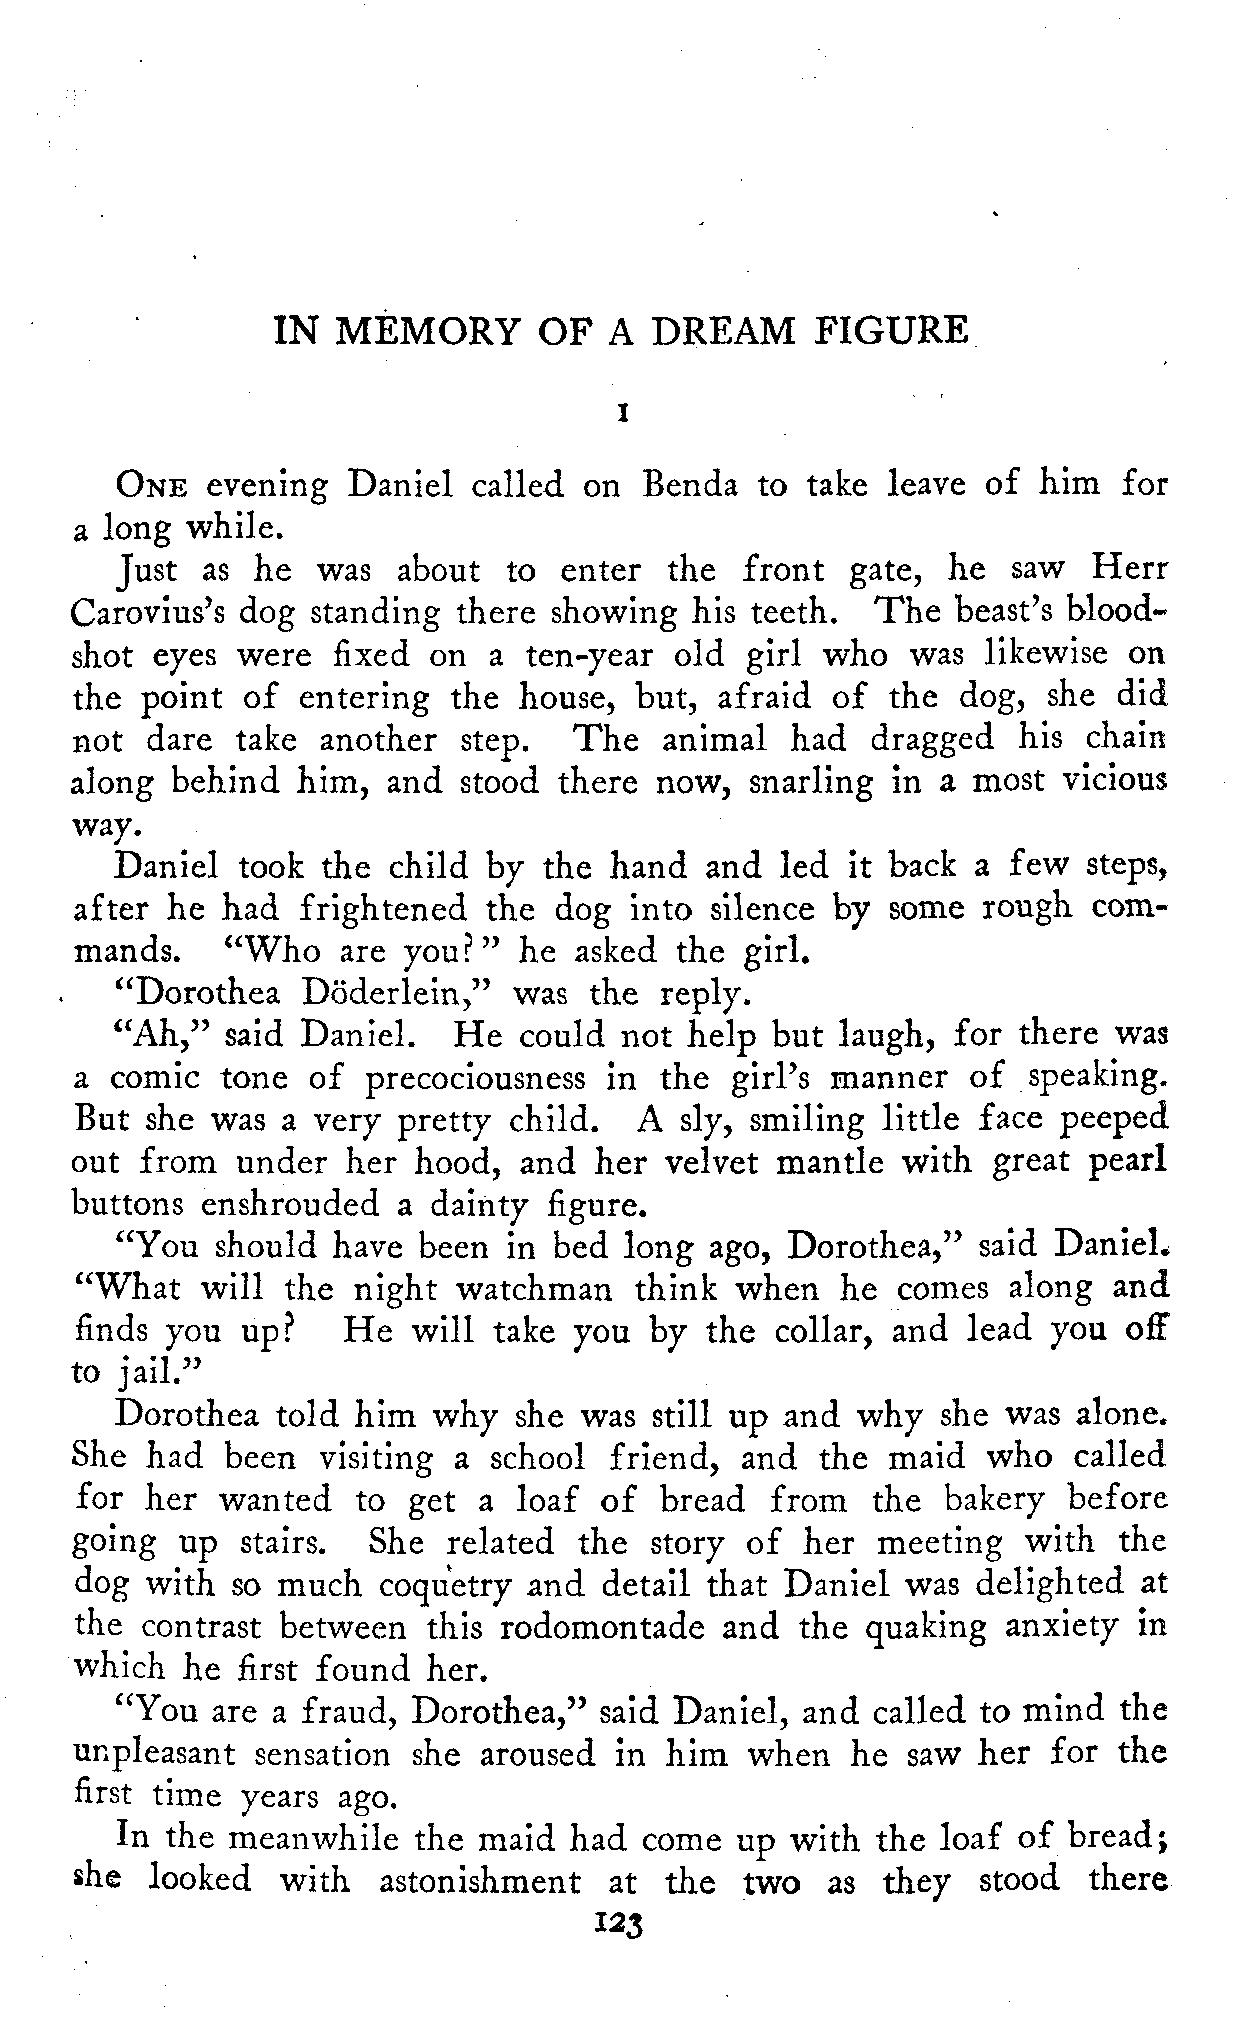 IN MEMORY OF A DREAM FIGURE
I
ONE evening Daniel called on Benda to take leave of him for
a long while.
Just as he was about to enter the front gate, he saw Herr
Carovius's dog standing there showing his teeth. The beast's blood-
shot eyes were fixed on a ten-year old girl who was likewise on
the point of entering the house, but, afraid of the dog, she did
not dare take another step. The animal had dragged his chain
along behind him, and stood there now, snarling in a most vicious
way.
Daniel took the child by the hand and led it back a few steps,
after he had frightened the dog into silence by some rough com-
mands. “Who are you?” he asked the girl.
“Dorothea Döderlein,” was the reply.
“Ah,” said Daniel. He could not help but laugh, for there was
a comic tone of precociousness in the girl's manner of speaking.
But she was a very pretty child. A sly, smiling little face peeped
out from under her hood, and her velvet mantle with great pearl
buttons enshrouded a dainty figure.
“You should have been in bed long ago, Dorothea,” said Daniel.
“What will the night watchman think when he comes along and
finds you up? He will take you by the collar, and lead you off
to jail.”
Dorothea told him why she was still up and why she was alone.
She had been visiting a school friend, and the maid who called
for her wanted to get a loaf of bread from the bakery before
going up stairs. She related the story of her meeting with the
dog with so much coquetry and detail that Daniel was delighted at
the contrast between this rodomontade and the quaking anxiety in
which he first found her.
“You are a fraud, Dorothea,” said Daniel, and called to mind the
unpleasant sensation she aroused in him when he saw her for the
first time years ago.
In the meanwhile the maid had come up with the loaf of bread;
she looked with astonishment at the two as they stood there
123